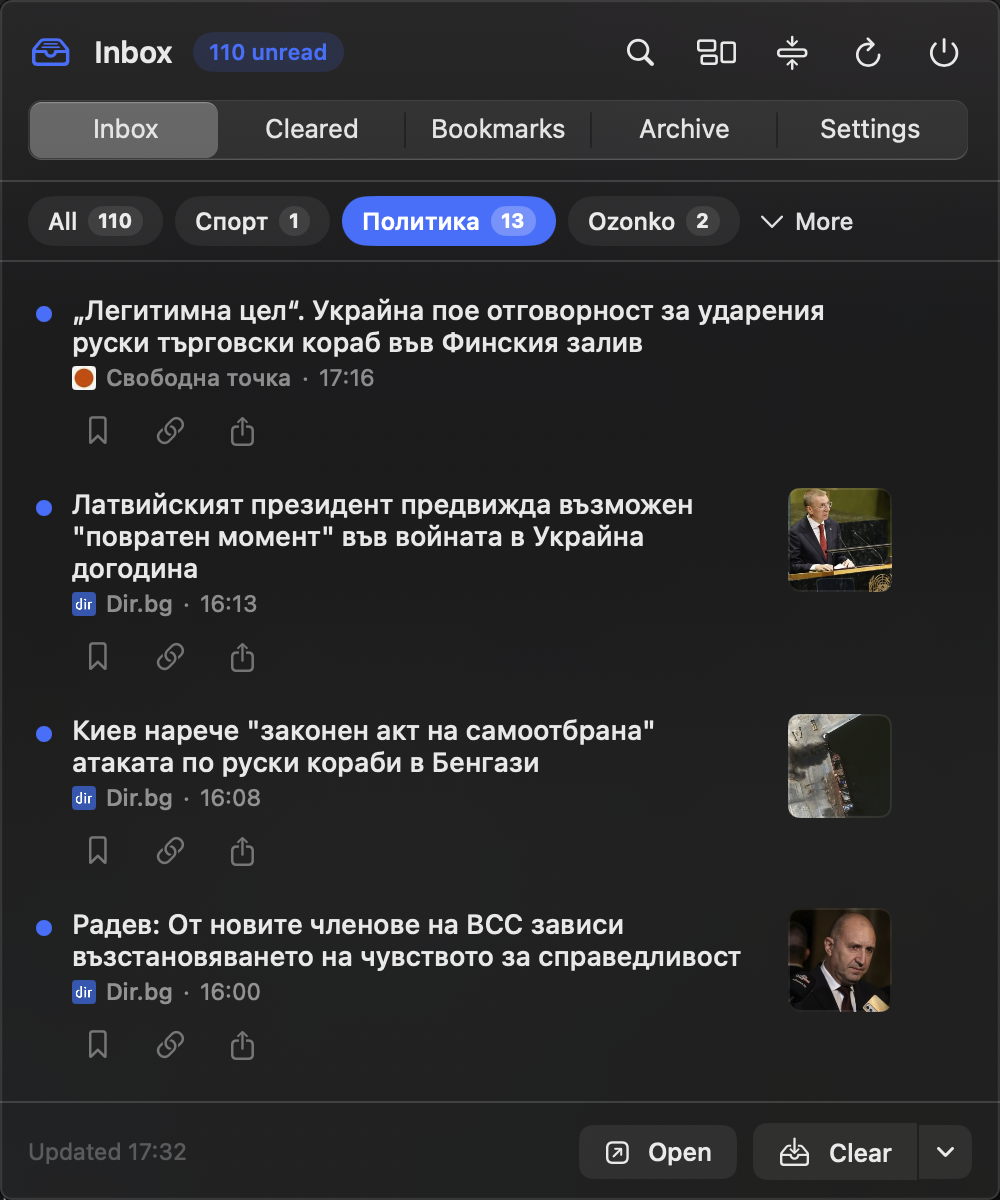 Inbox 110 unread
Inbox Cleared Bookmarks Archive Settings
All 110 Спорт 1 Политика 13 Ozonko 2 More
„Легитимна цел“. Украйна пое отговорност за ударения
руски търговски кораб във Финския залив
Свободна точка · 17:16
Латвийският президент предвижда възможен
"повратен момент" във войната в Украйна
догодина
dir Dir.bg · 16:13
Киев нарече "законен акт на самоотбрана"
атаката по руски кораби в Бенгази
dir Dir.bg · 16:08
Радев: От новите членове на ВСС зависи
възстановяването на чувството за справедливост
dir Dir.bg · 16:00
Updated 17:32 Open Clear